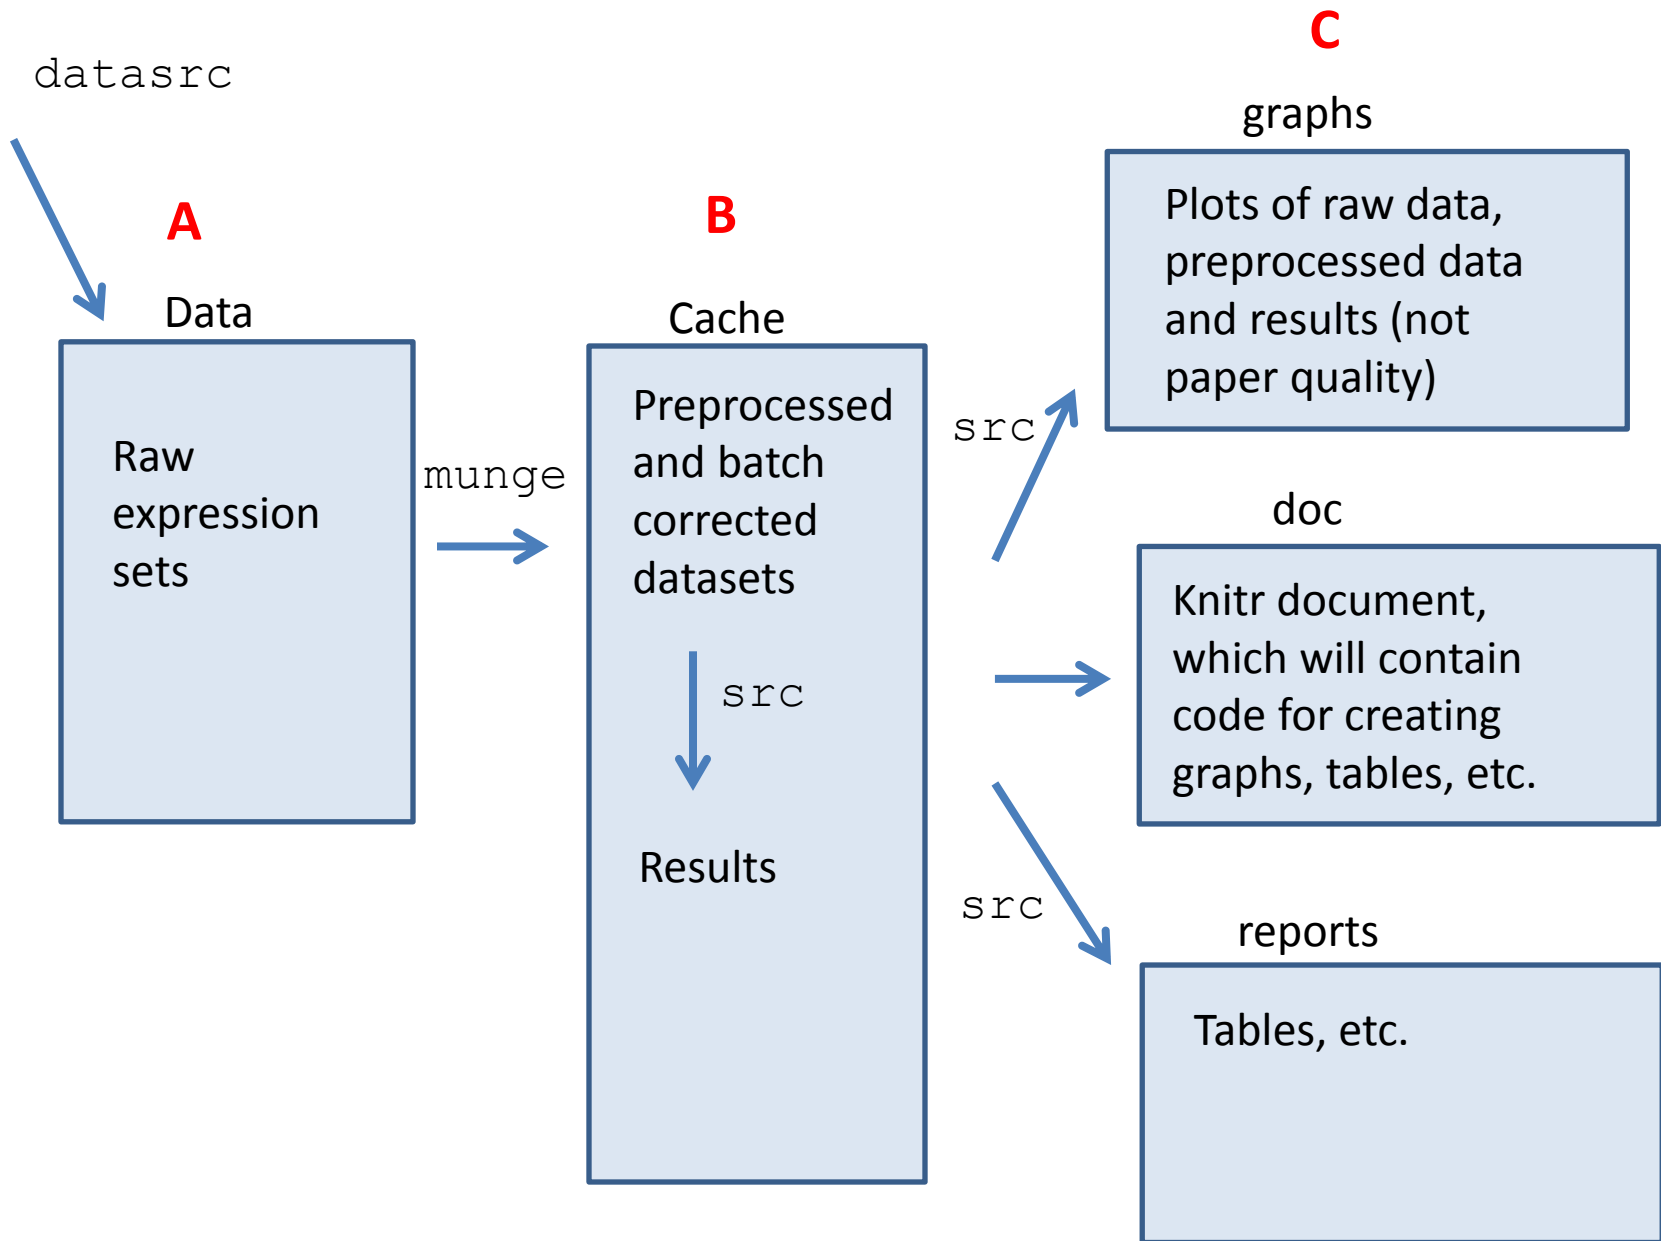 datasrc
A
Data
Raw
expression
sets
munge
B
Cache
Preprocessed
and batch
corrected
datasets
src
Results
C
graphs
Plots of raw data,
preprocessed data
and results (not
paper quality)
src
doc
Knitr document,
which will contain
code for creating
graphs, tables, etc.
src
reports
Tables, etc.